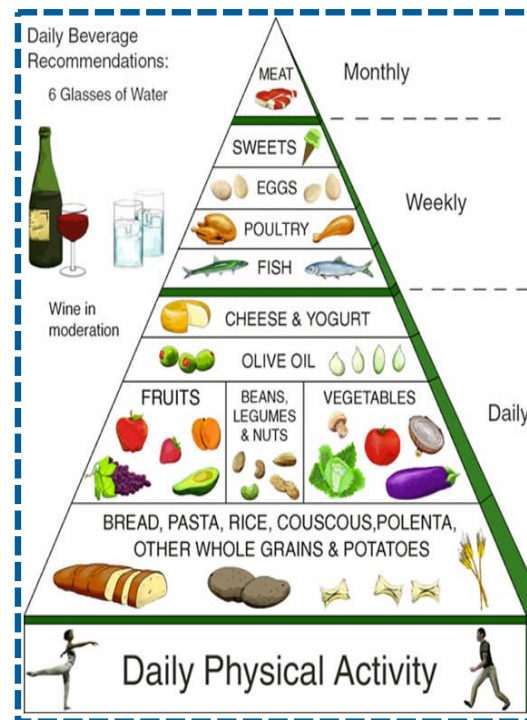 Daily Beverage
Recommendations:
6 Glasses of Water
Wine in
moderation
MEAT
Monthly
SWEETS
EGGS
POULTRY
FISH
Weekly
CHEESE & YOGURT
OLIVE OIL
FRUITS
BEANS,
LEGUMES
& NUTS
VEGETABLES
Daily
BREAD, PASTA, RICE, COUSCOUS,POLENTA,
OTHER WHOLE GRAINS & POTATOES
Daily Physical Activity